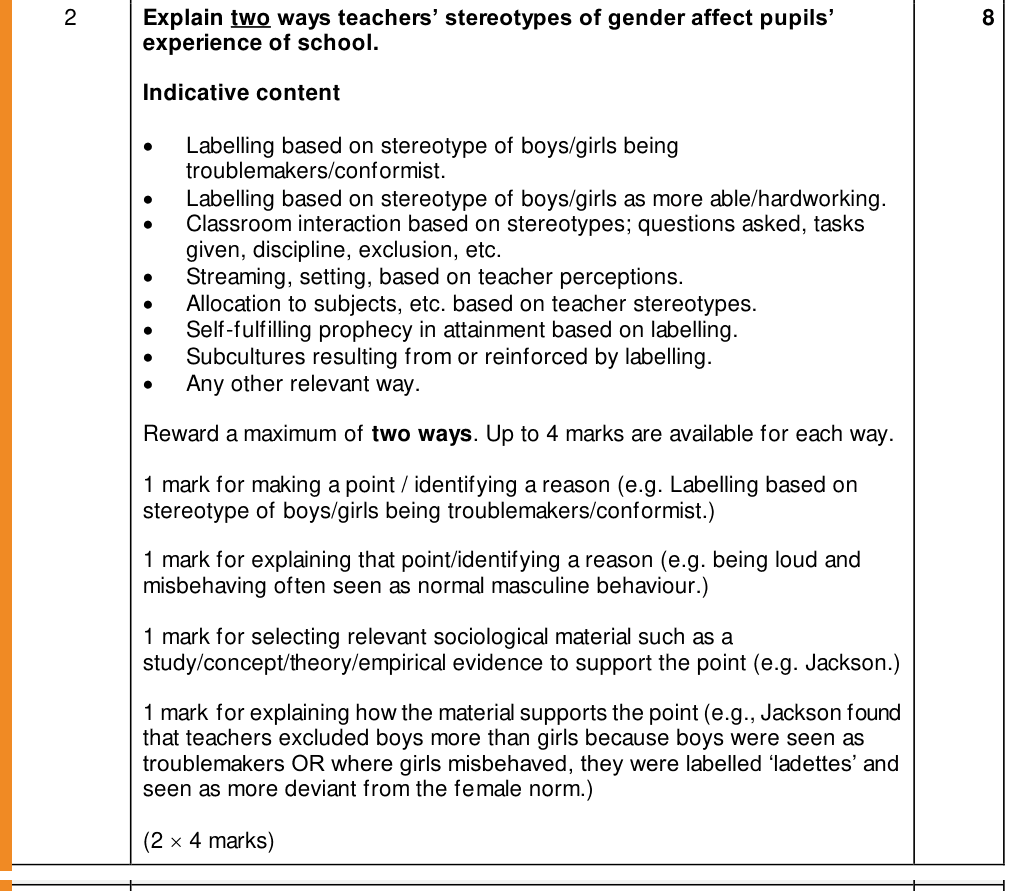 2
Explain two ways teachers’ stereotypes of gender affect pupils’
experience of school.
8
Indicative content
• Labelling based on stereotype of boys/girls being
troublemakers/conformist.
• Labelling based on stereotype of boys/girls as more able/hardworking.
• Classroom interaction based on stereotypes; questions asked, tasks
given, discipline, exclusion, etc.
• Streaming, setting, based on teacher perceptions.
• Allocation to subjects, etc. based on teacher stereotypes.
• Self-fulfilling prophecy in attainment based on labelling.
• Subcultures resulting from or reinforced by labelling.
• Any other relevant way.
Reward a maximum of two ways. Up to 4 marks are available for each way.
1 mark for making a point / identifying a reason (e.g. Labelling based on
stereotype of boys/girls being troublemakers/conformist.)
1 mark for explaining that point/identifying a reason (e.g. being loud and
misbehaving often seen as normal masculine behaviour.)
1 mark for selecting relevant sociological material such as a
study/concept/theory/empirical evidence to support the point (e.g. Jackson.)
1 mark for explaining how the material supports the point (e.g., Jackson found
that teachers excluded boys more than girls because boys were seen as
troublemakers OR where girls misbehaved, they were labelled ‘ladettes’ and
seen as more deviant from the female norm.)
(2 × 4 marks)